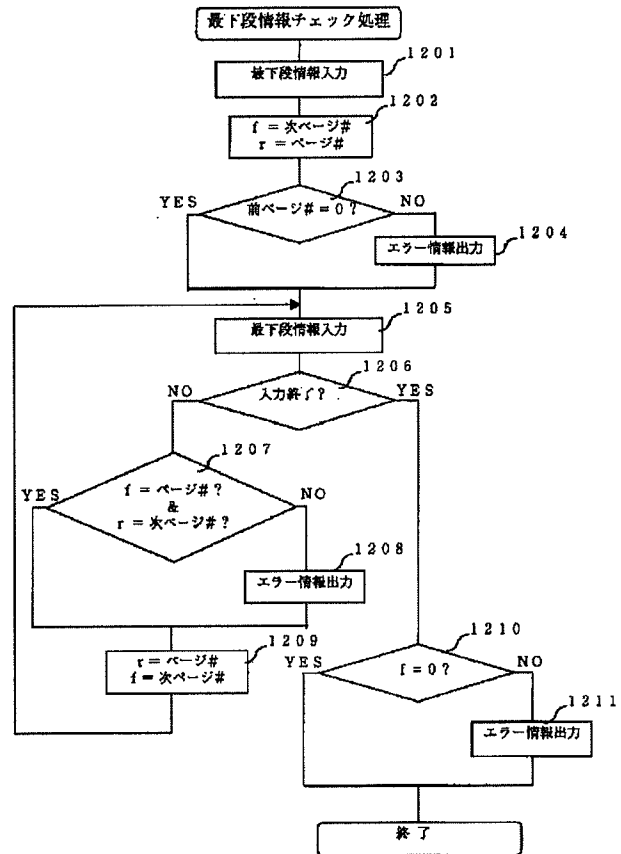 最下段情報チェック処理
1201
最下段情報入力
1202
f = 次ページ#
r = ページ#
1203
YES
前ページ# = 0 ?
NO
1204
エラー情報出力
1205
最下段情報入力
1206
NO
入力終了?
YES
1207
YES
f = ページ# ?
&
r = 次ページ# ?
NO
1208
エラー情報出力
1209
r = ページ#
f = 次ページ#
1210
YES
f = 0 ?
NO
1211
エラー情報出力
終了